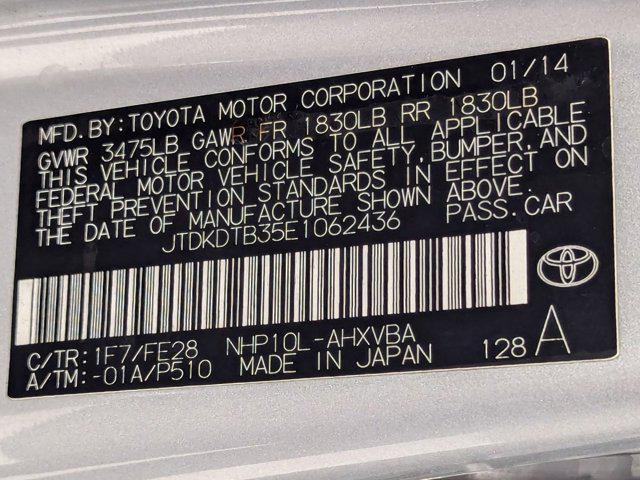 MFD. BY: TOYOTA MOTOR CORPORATION 01/14
GVWR 3475LB GAWR FR 1830LB RR 1830LB
THIS VEHICLE CONFORMS TO ALL APPLICABLE
FEDERAL MOTOR VEHICLE SAFETY, BUMPER, AND
THEFT PREVENTION STANDARDS IN EFFECT ON
THE DATE OF MANUFACTURE SHOWN ABOVE.
JTDKDTB35E1062436 PASS. CAR
C/TR: 1F7/FE28 NHP10L-AHXVBA
A/TM: -01A/P510 MADE IN JAPAN 128 A